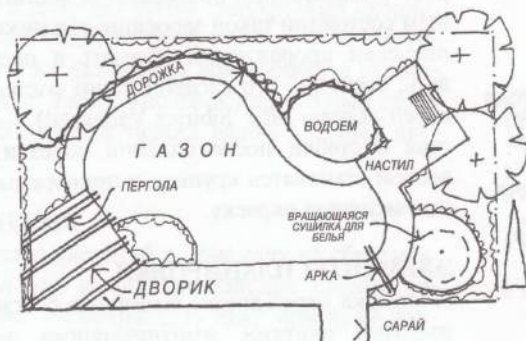 ДОРОЖКА
ВОДОЕМ
ГАЗОН
НАСТИЛ
ПЕРГОЛА
ВРАЩАЮЩАЯСЯ
СУШИЛКА ДЛЯ
БЕЛЬЯ
ДВОРИК
АРКА
САРАЙ